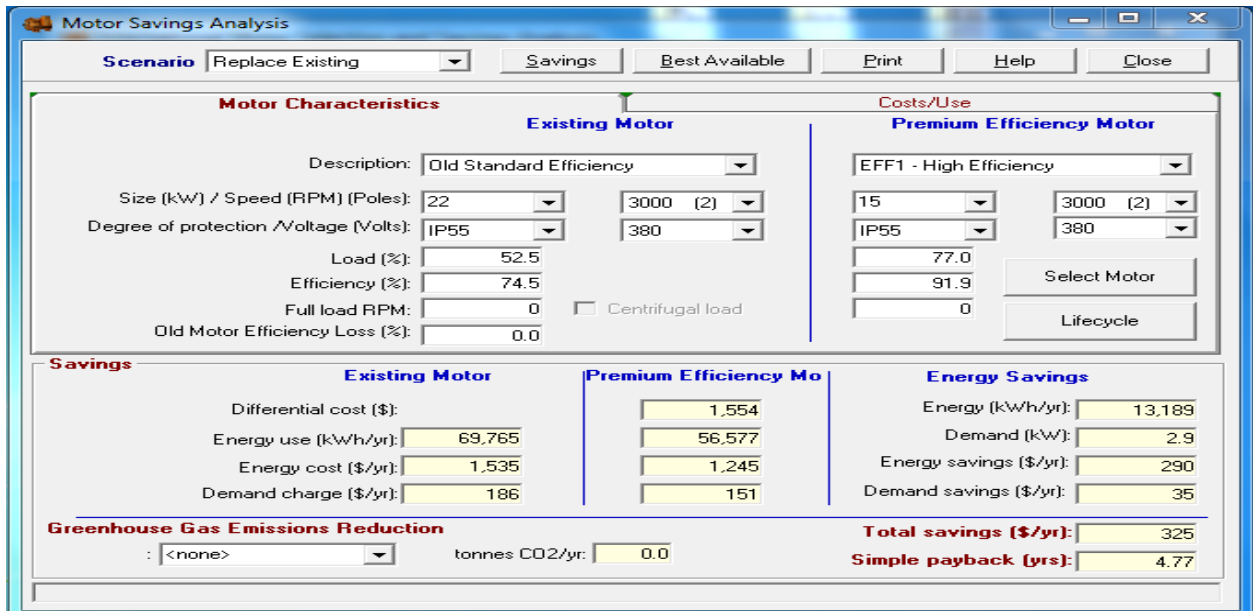 Motor Savings Analysis
Scenario Replace Existing Savings Best Available Print Help Close
Motor Characteristics Costs/Use
Existing Motor Premium Efficiency Motor
Description: Old Standard Efficiency EFF1 - High Efficiency
Size (kW) / Speed (RPM) (Poles): 22 3000 (2) 15 3000 (2)
Degree of protection /Voltage (Volts): IP55 380 IP55 380
Load (%): 52.5 77.0
Efficiency (%): 74.5 91.9 Select Motor
Full load RPM: 0 Centrifugal load 0
Old Motor Efficiency Loss (%): 0.0 Lifecycle
Savings
Existing Motor Premium Efficiency Mo Energy Savings
Differential cost ($): 1,554 Energy (kWh/yr): 13,189
Energy use (kWh/yr): 69,765 56,577 Demand (kW): 2.9
Energy cost ($/yr): 1,535 1,245 Energy savings ($/yr): 290
Demand charge ($/yr): 186 151 Demand savings ($/yr): 35
Greenhouse Gas Emissions Reduction Total savings ($/yr): 325
: <none> tonnes CO2/yr: 0.0 Simple payback (yrs): 4.77